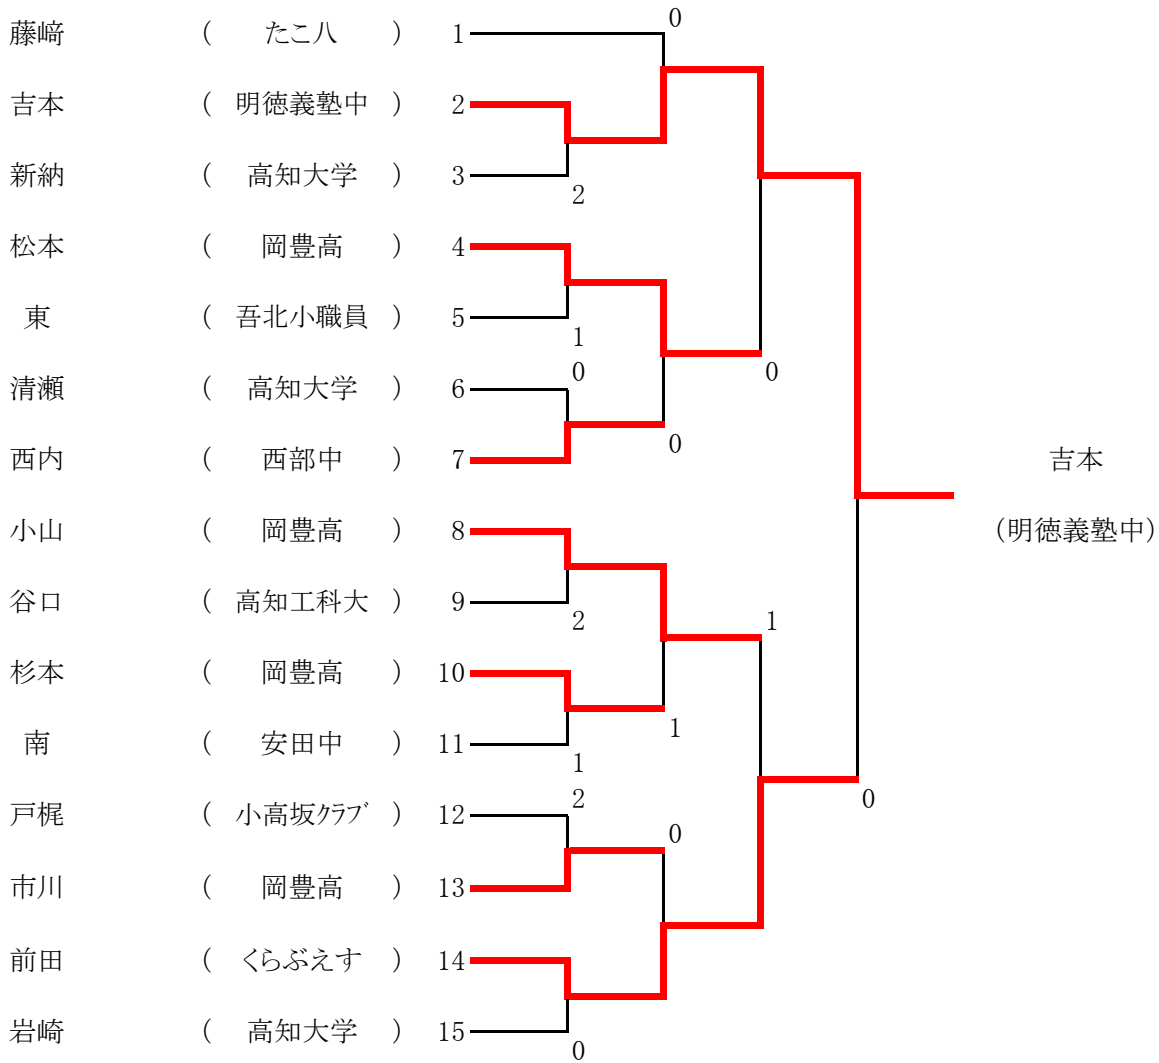 藤﨑 ( たこ八 ) 1
0
吉本 ( 明徳義塾中 ) 2
新納 ( 高知大学 ) 3
2
松本 ( 岡豊高 ) 4
東 ( 吾北小職員 ) 5
1
0
0
清瀬 ( 高知大学 ) 6
西内 ( 西部中 ) 7
0
吉本
(明徳義塾中)
小山 ( 岡豊高 ) 8
谷口 ( 高知工科大 ) 9
2
1
杉本 ( 岡豊高 ) 10
南 ( 安田中 ) 11
1
1
戸梶 ( 小高坂ｸﾗﾌﾞ ) 12
2
0
0
市川 ( 岡豊高 ) 13
前田 ( くらぶえす ) 14
岩崎 ( 高知大学 ) 15
0